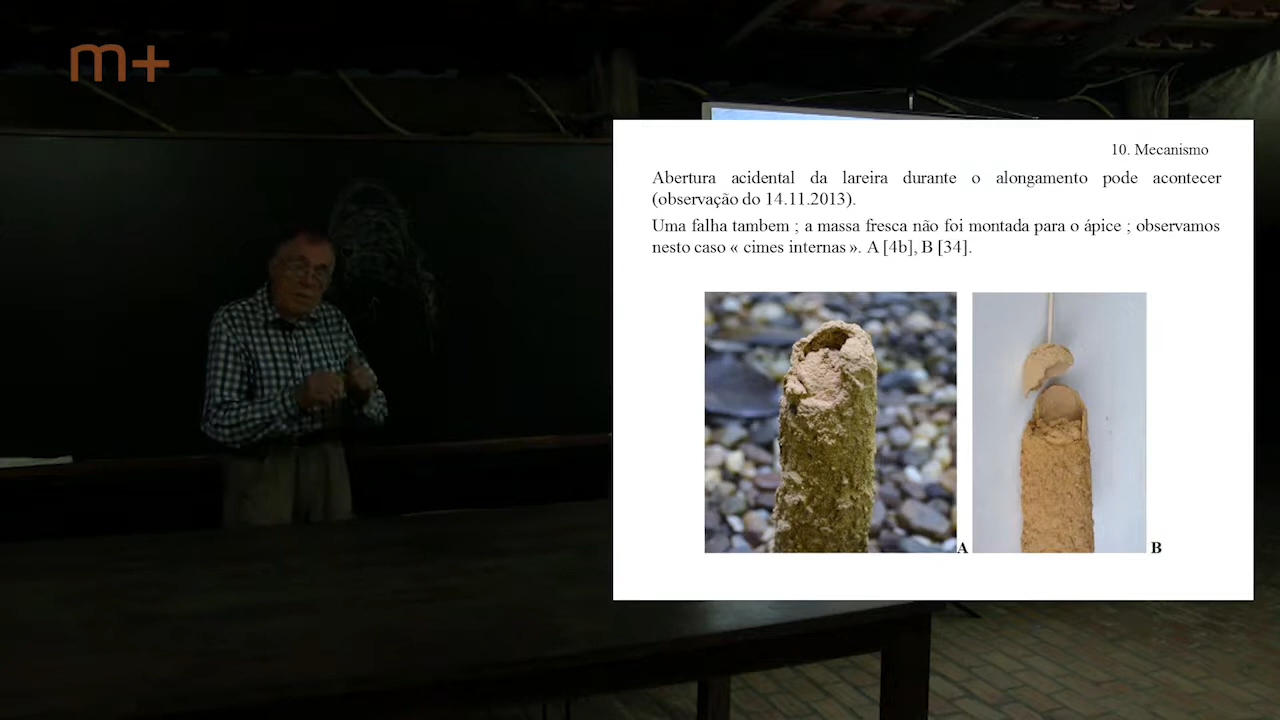 m+
10. Mecanismo
Abertura acidental da lareira durante o alongamento pode acontecer
(observação do 14.11.2013).
Uma falha tambem ; a massa fresca não foi montada para o ápice ; observamos
nesto caso « cimes internas ». A [4b], B [34].
A
B